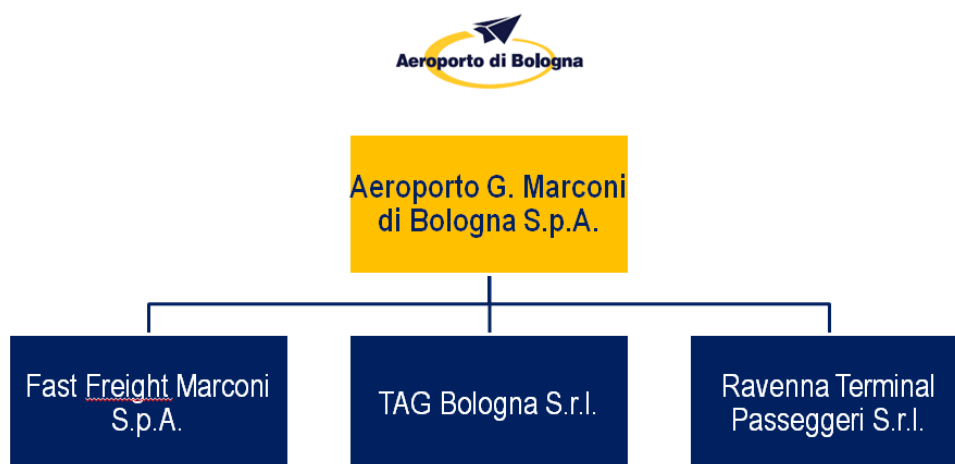 Aeroporto di Bologna
Aeroporto G. Marconi
di Bologna S.p.A.
Fast Freight Marconi
S.p.A.
TAG Bologna S.r.l.
Ravenna Terminal
Passeggeri S.r.l.